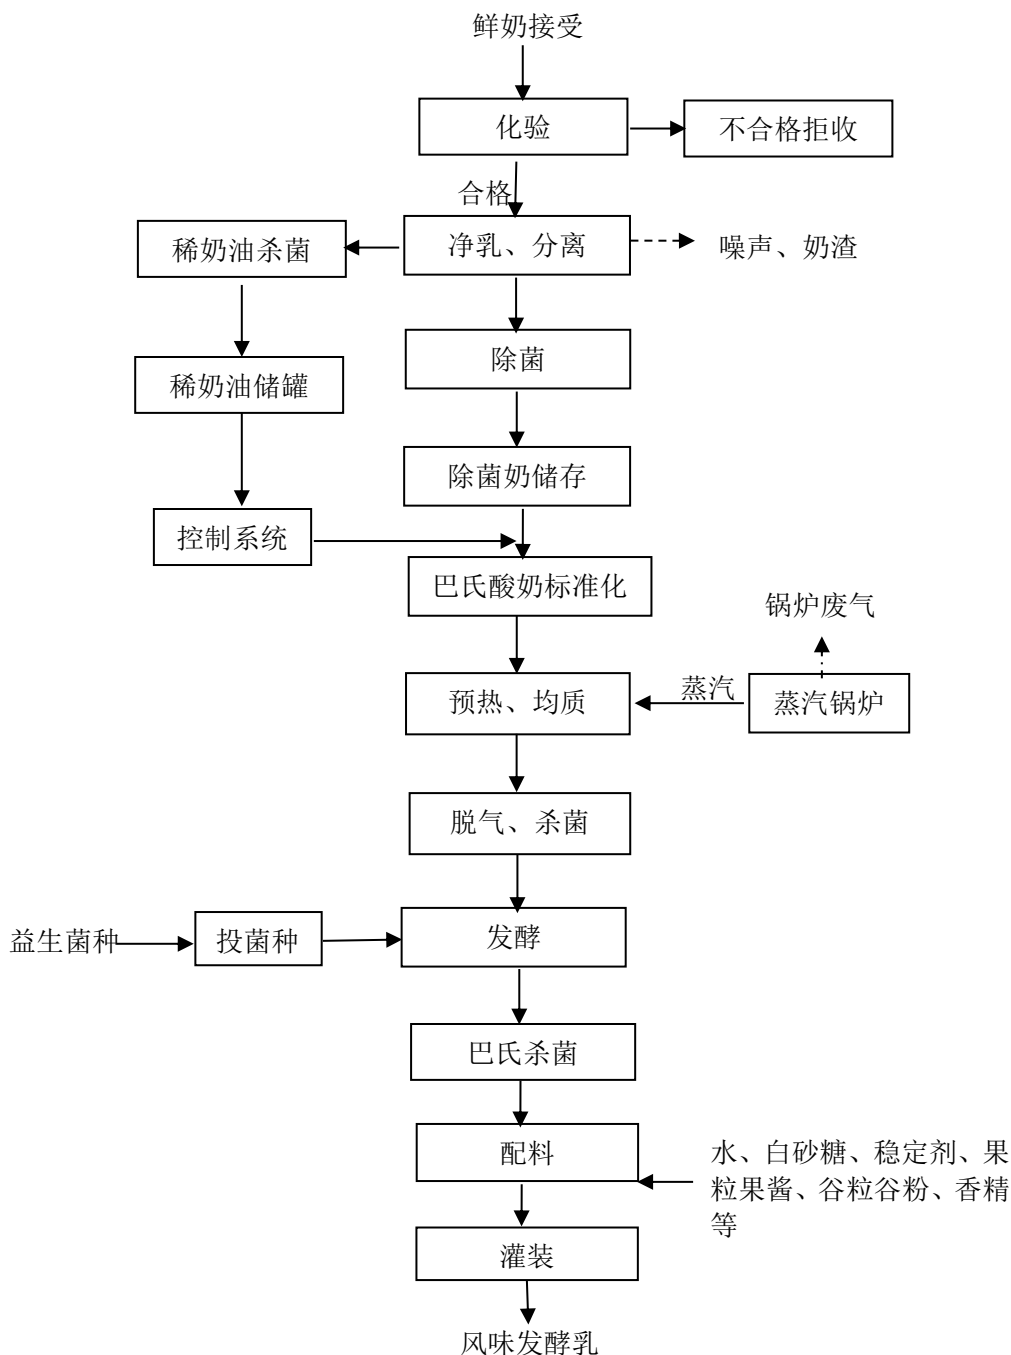 鲜奶接受
化验
不合格拒收
合格
稀奶油杀菌
净乳、分离
噪声、奶渣
除菌
稀奶油储罐
除菌奶储存
控制系统
巴氏酸奶标准化
锅炉废气
预热、均质
蒸汽
蒸汽锅炉
脱气、杀菌
益生菌种
投菌种
发酵
巴氏杀菌
配料
水、白砂糖、稳定剂、果
粒果酱、谷粒谷粉、香精
等
灌装
风味发酵乳